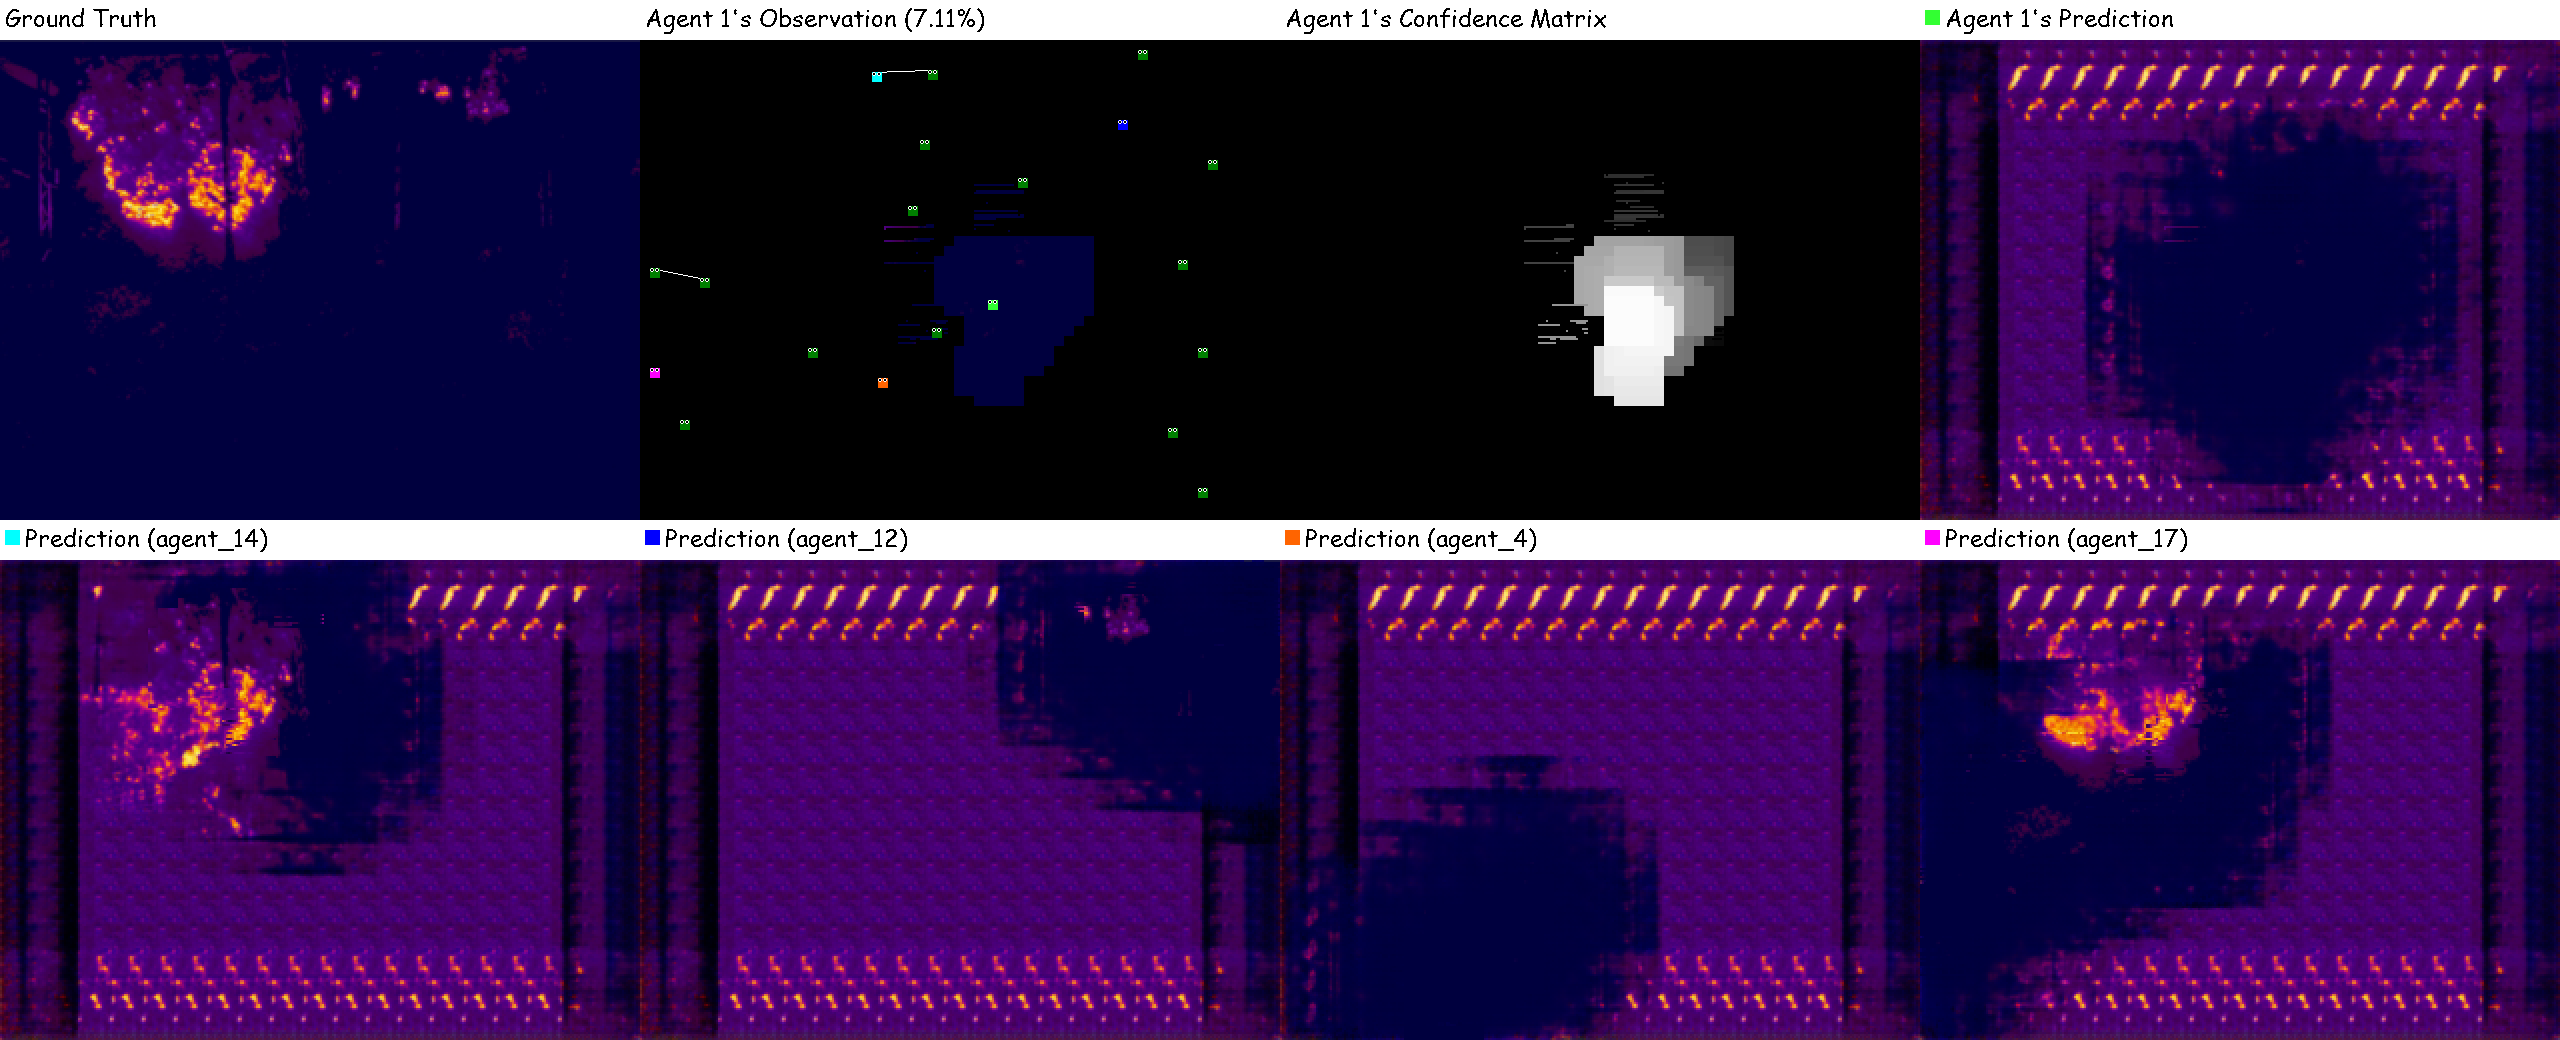 Ground Truth
Agent 1's Observation (7.11%)
Agent 1's Confidence Matrix
Agent 1's Prediction
Prediction (agent_14)
Prediction (agent_12)
Prediction (agent_4)
Prediction (agent_17)